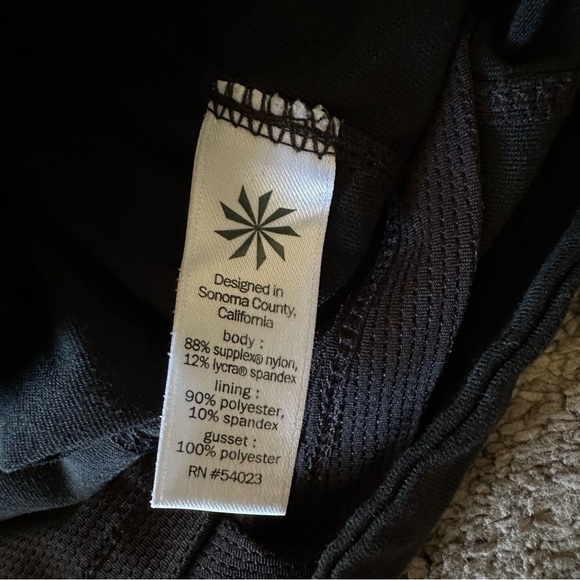 Designed in
Sonoma County,
California
body :
88% supplex® nylon,
12% lycra® spandex
lining :
90% polyester,
10% spandex
gusset :
100% polyester
RN #54023